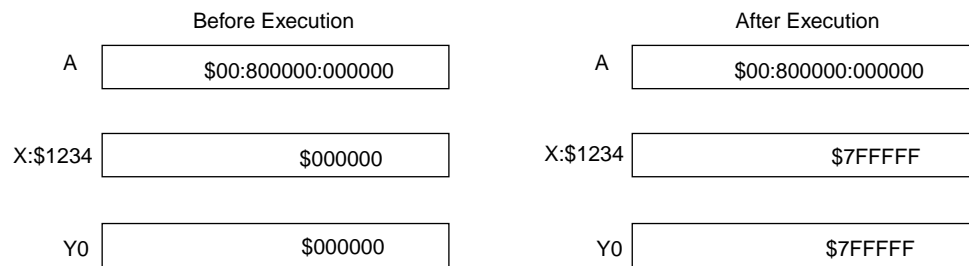 Before Execution After Execution
A $00:800000:000000 A $00:800000:000000
X:$1234 $000000 X:$1234 $7FFFFF
Y0 $000000 Y0 $7FFFFF